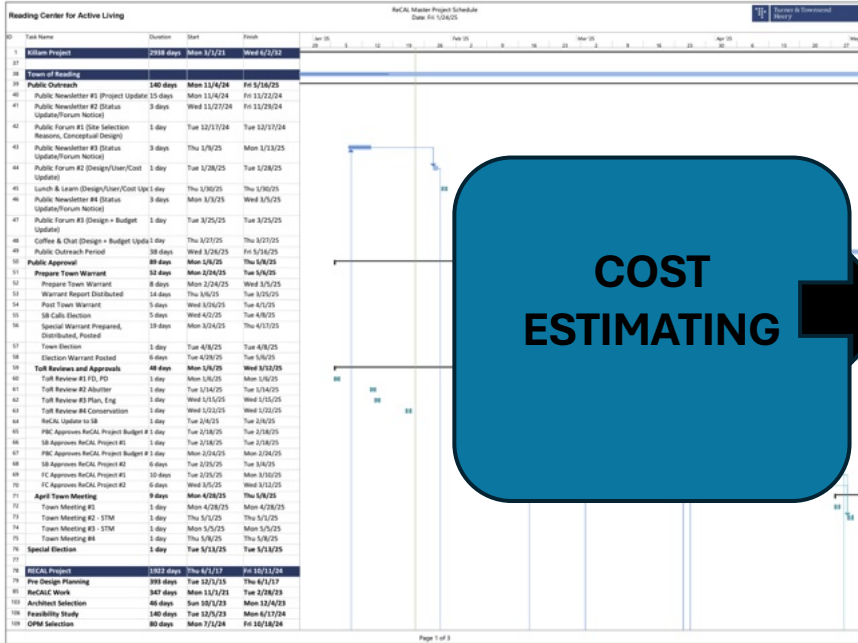 Reading Center for Active Living
ReCAL Master Project Schedule
Date: Fri 1/24/25
Turner & Townsend
Heery
ID Task Name Duration Start Finish
Jan '25 Feb '25 Mar '25 Apr '25
29 5 12 19 26 2 9 16 23 2 9 16 23 30 6 13 20 27
1 Killam Project 2938 days Mon 3/1/21 Wed 6/2/32
37
38 Town of Reading
39 Public Outreach 140 days Mon 11/4/24 Fri 5/16/25
40 Public Newsletter #1 (Project Update 15 days Mon 11/4/24 Fri 11/22/24
41 Public Newsletter #2 (Status 3 days Wed 11/27/24 Fri 11/29/24
Update/Forum Notice)
42 Public Forum #1 (Site Selection 1 day Tue 12/17/24 Tue 12/17/24
Reasons, Conceptual Design)
43 Public Newsletter #3 (Status 3 days Thu 1/9/25 Mon 1/13/25
Update/Forum Notice)
44 Public Forum #2 (Design/User/Cost 1 day Tue 1/28/25 Tue 1/28/25
Update)
45 Lunch & Learn (Design/User/Cost Upc 1 day Thu 1/30/25 Thu 1/30/25
46 Public Newsletter #4 (Status 3 days Mon 3/3/25 Wed 3/5/25
Update/Forum Notice)
47 Public Forum #3 (Design + Budget 1 day Tue 3/25/25 Tue 3/25/25
Update)
48 Coffee & Chat (Design + Budget Upda 1 day Thu 3/27/25 Thu 3/27/25
49 Public Outreach Period 38 days Wed 3/26/25 Fri 5/16/25
50 Public Approval 89 days Mon 1/6/25 Thu 5/8/25
51 Prepare Town Warrant 52 days Mon 2/24/25 Tue 5/6/25
52 Prepare Town Warrant 8 days Mon 2/24/25 Wed 3/5/25
53 Warrant Report Distibuted 14 days Thu 3/6/25 Tue 3/25/25
54 Post Town Warrant 5 days Wed 3/26/25 Tue 4/1/25
55 SB Calls Election 5 days Wed 4/2/25 Tue 4/8/25
56 Special Warrant Prepared, 19 days Mon 3/24/25 Thu 4/17/25
Distributed, Posted
57 Town Election 1 day Tue 4/8/25 Tue 4/8/25
58 Election Warrant Posted 6 days Tue 4/29/25 Tue 5/6/25
59 ToR Reviews and Approvals 48 days Mon 1/6/25 Wed 3/12/25
60 ToR Review #1 FD, PD 1 day Mon 1/6/25 Mon 1/6/25
61 ToR Review #2 Abutter 1 day Tue 1/14/25 Tue 1/14/25
62 ToR Review #3 Plan, Eng 1 day Wed 1/15/25 Wed 1/15/25
63 ToR Review #4 Conservation 1 day Wed 1/22/25 Wed 1/22/25
64 ReCAL Update to SB 1 day Tue 2/4/25 Tue 2/4/25
65 PBC Approves ReCAL Project Budget # 1 day Tue 2/18/25 Tue 2/18/25
66 SB Approves ReCAL Project #1 1 day Tue 2/18/25 Tue 2/18/25
67 PBC Approves ReCAL Project Budget # 1 day Mon 2/24/25 Mon 2/24/25
68 SB Approves ReCAL Project #2 6 days Tue 2/25/25 Tue 3/4/25
69 FC Approves ReCAL Project #1 10 days Tue 2/25/25 Mon 3/10/25
70 FC Approves ReCAL Project #2 6 days Wed 3/5/25 Wed 3/12/25
71 April Town Meeting 9 days Mon 4/28/25 Thu 5/8/25
72 Town Meeting #1 1 day Mon 4/28/25 Mon 4/28/25
73 Town Meeting #2 - STM 1 day Thu 5/1/25 Thu 5/1/25
74 Town Meeting #3 - STM 1 day Mon 5/5/25 Mon 5/5/25
75 Town Meeting #4 1 day Thu 5/8/25 Thu 5/8/25
76 Special Election 1 day Tue 5/13/25 Tue 5/13/25
77
78 RECAL Project 1922 days Thu 6/1/17 Fri 10/11/24
79 Pre Design Planning 393 days Tue 12/1/15 Thu 6/1/17
85 ReCALC Work 347 days Mon 11/1/21 Tue 2/28/23
103 Architect Selection 46 days Sun 10/1/23 Mon 12/4/23
106 Feasibility Study 140 days Tue 12/5/23 Mon 6/17/24
109 OPM Selection 80 days Mon 7/1/24 Fri 10/18/24
COST
ESTIMATING
Page 1 of 3